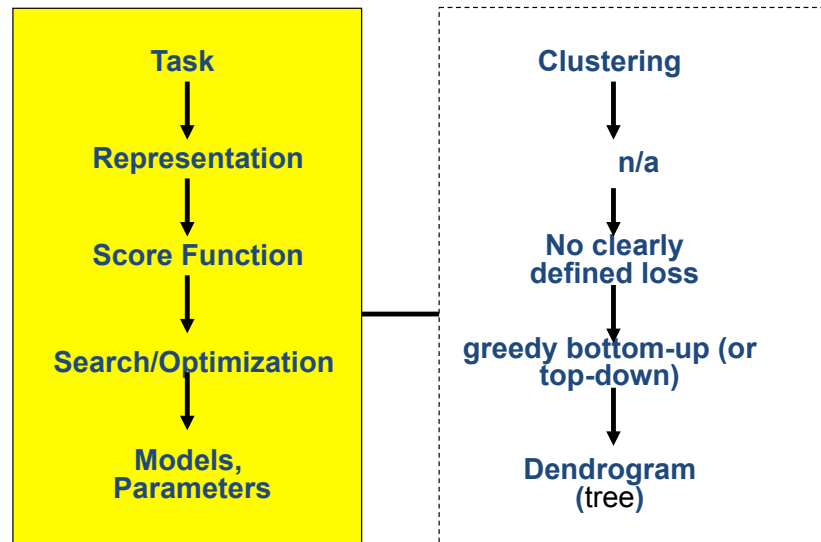 Task
Representation
Score Function
Search/Optimization
Models,
Parameters
Clustering
n/a
No clearly
defined loss
greedy bottom-up (or
top-down)
Dendrogram
(tree)